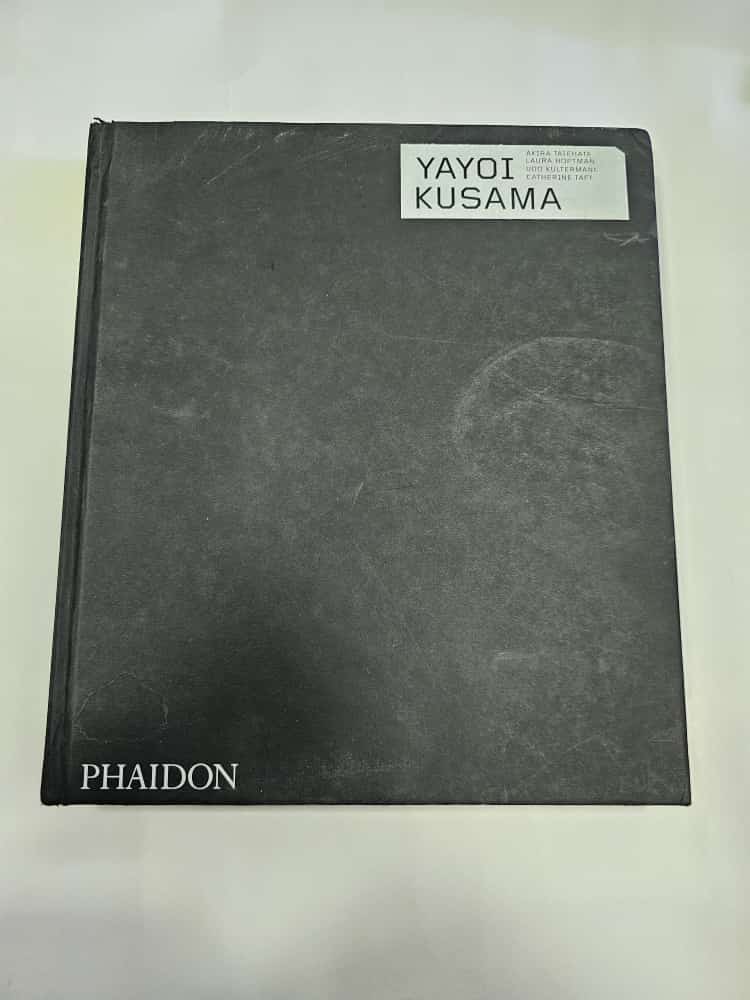 YAYOI
KUSAMA
AKIRA TATEHATA
LAURA HOPTMAN
UDO KULTERMANN
CATHERINE TAFT
PHAIDON